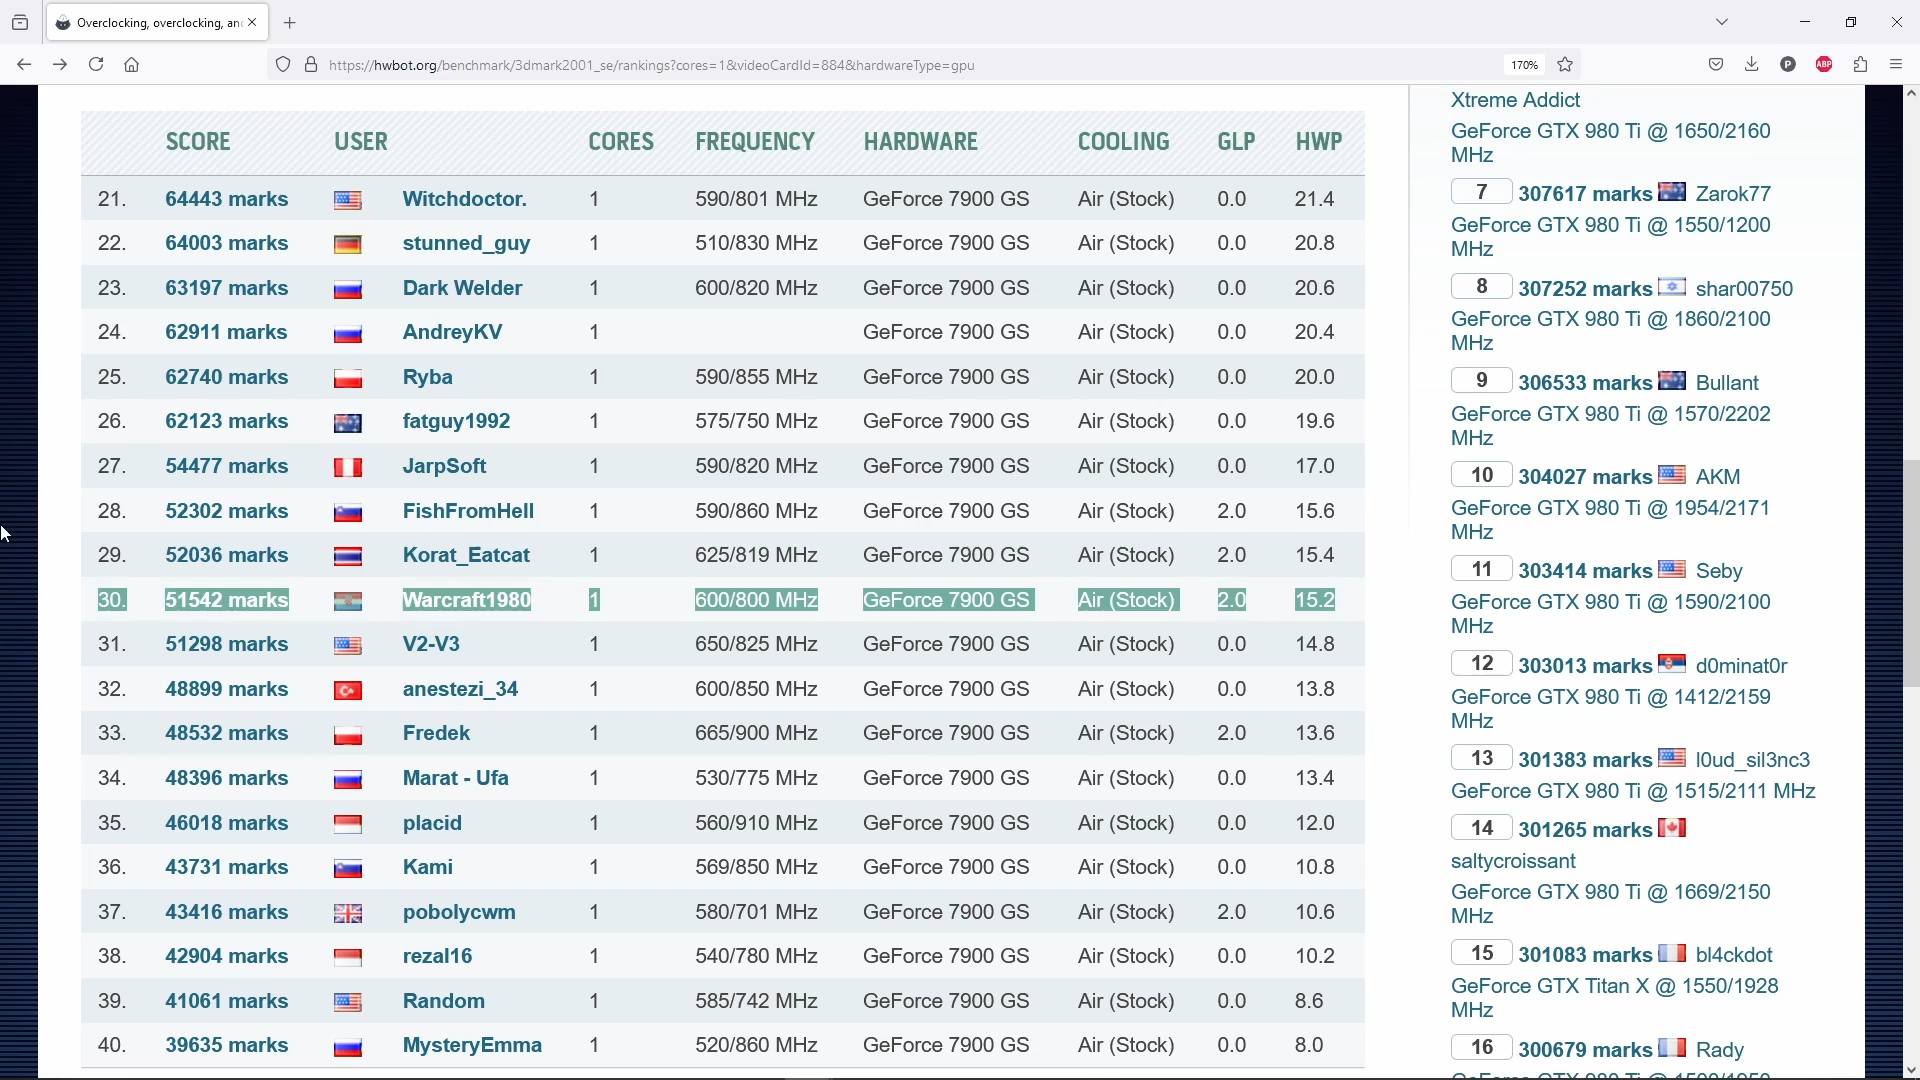 Overclocking, overclocking, an
https://hwbot.org/benchmark/3dmark2001_se/rankings?cores=1&videoCardId=884&hardwareType=gpu
170%
P
ABP
SCORE USER CORES FREQUENCY HARDWARE COOLING GLP HWP
21. 64443 marks Witchdoctor. 1 590/801 MHz GeForce 7900 GS Air (Stock) 0.0 21.4
22. 64003 marks stunned_guy 1 510/830 MHz GeForce 7900 GS Air (Stock) 0.0 20.8
23. 63197 marks Dark Welder 1 600/820 MHz GeForce 7900 GS Air (Stock) 0.0 20.6
24. 62911 marks AndreyKV 1 GeForce 7900 GS Air (Stock) 0.0 20.4
25. 62740 marks Ryba 1 590/855 MHz GeForce 7900 GS Air (Stock) 0.0 20.0
26. 62123 marks fatguy1992 1 575/750 MHz GeForce 7900 GS Air (Stock) 0.0 19.6
27. 54477 marks JarpSoft 1 590/820 MHz GeForce 7900 GS Air (Stock) 0.0 17.0
28. 52302 marks FishFromHell 1 590/860 MHz GeForce 7900 GS Air (Stock) 2.0 15.6
29. 52036 marks Korat_Eatcat 1 625/819 MHz GeForce 7900 GS Air (Stock) 2.0 15.4
30. 51542 marks Warcraft1980 1 600/800 MHz GeForce 7900 GS Air (Stock) 2.0 15.2
31. 51298 marks V2-V3 1 650/825 MHz GeForce 7900 GS Air (Stock) 0.0 14.8
32. 48899 marks anestezi_34 1 600/850 MHz GeForce 7900 GS Air (Stock) 0.0 13.8
33. 48532 marks Fredek 1 665/900 MHz GeForce 7900 GS Air (Stock) 2.0 13.6
34. 48396 marks Marat - Ufa 1 530/775 MHz GeForce 7900 GS Air (Stock) 0.0 13.4
35. 46018 marks placid 1 560/910 MHz GeForce 7900 GS Air (Stock) 0.0 12.0
36. 43731 marks Kami 1 569/850 MHz GeForce 7900 GS Air (Stock) 0.0 10.8
37. 43416 marks pobolycwm 1 580/701 MHz GeForce 7900 GS Air (Stock) 2.0 10.6
38. 42904 marks rezal16 1 540/780 MHz GeForce 7900 GS Air (Stock) 0.0 10.2
39. 41061 marks Random 1 585/742 MHz GeForce 7900 GS Air (Stock) 0.0 8.6
40. 39635 marks MysteryEmma 1 520/860 MHz GeForce 7900 GS Air (Stock) 0.0 8.0
Xtreme Addict
GeForce GTX 980 Ti @ 1650/2160
MHz
7 307617 marks Zarok77
GeForce GTX 980 Ti @ 1550/1200
MHz
8 307252 marks shar00750
GeForce GTX 980 Ti @ 1860/2100
MHz
9 306533 marks Bullant
GeForce GTX 980 Ti @ 1570/2202
MHz
10 304027 marks AKM
GeForce GTX 980 Ti @ 1954/2171
MHz
11 303414 marks Seby
GeForce GTX 980 Ti @ 1590/2100
MHz
12 303013 marks d0minat0r
GeForce GTX 980 Ti @ 1412/2159
MHz
13 301383 marks l0ud_sil3nc3
GeForce GTX 980 Ti @ 1515/2111 MHz
14 301265 marks
saltycroissant
GeForce GTX 980 Ti @ 1669/2150
MHz
15 301083 marks bl4ckdot
GeForce GTX Titan X @ 1550/1928
MHz
16 300679 marks Rady